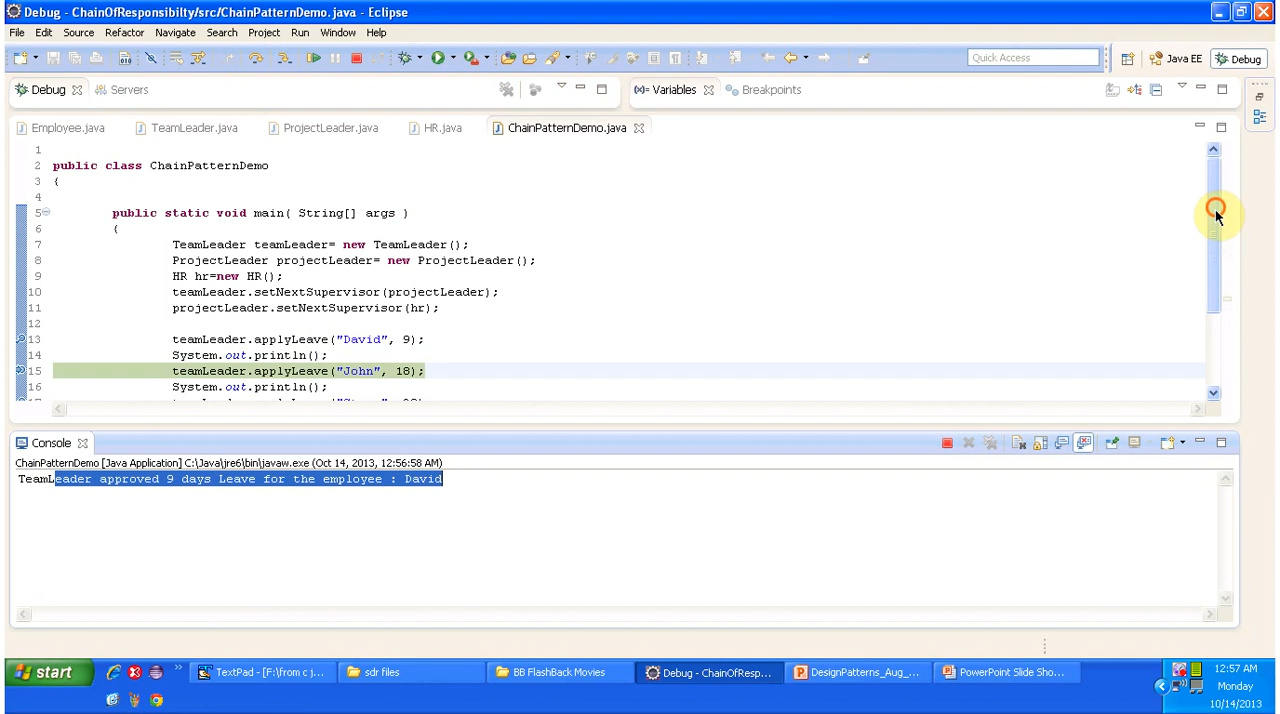 Debug - ChainOfResponsibilty/src/ChainPatternDemo.java - Eclipse
File Edit Source Refactor Navigate Search Project Run Window Help
Quick Access Java EE Debug
Debug Servers (x)= Variables Breakpoints
Employee.java TeamLeader.java ProjectLeader.java HR.java ChainPatternDemo.java
1
2 public class ChainPatternDemo
3 {
4
5 public static void main( String[] args )
6 {
7 TeamLeader teamLeader= new TeamLeader();
8 ProjectLeader projectLeader= new ProjectLeader();
9 HR hr=new HR();
10 teamLeader.setNextSupervisor(projectLeader);
11 projectLeader.setNextSupervisor(hr);
12
13 teamLeader.applyLeave("David", 9);
14 System.out.println();
15 teamLeader.applyLeave("John", 18);
16 System.out.println();
Console
ChainPatternDemo [Java Application] C:\Java\jre6\bin\javaw.exe (Oct 14, 2013, 12:56:58 AM)
TeamLeader approved 9 days Leave for the employee : David
start TextPad - [F:\from c j... sdr files BB FlashBack Movies Debug - ChainOfResp... DesignPatterns_Aug_... PowerPoint Slide Sho... 12:57 AM
Monday
10/14/2013